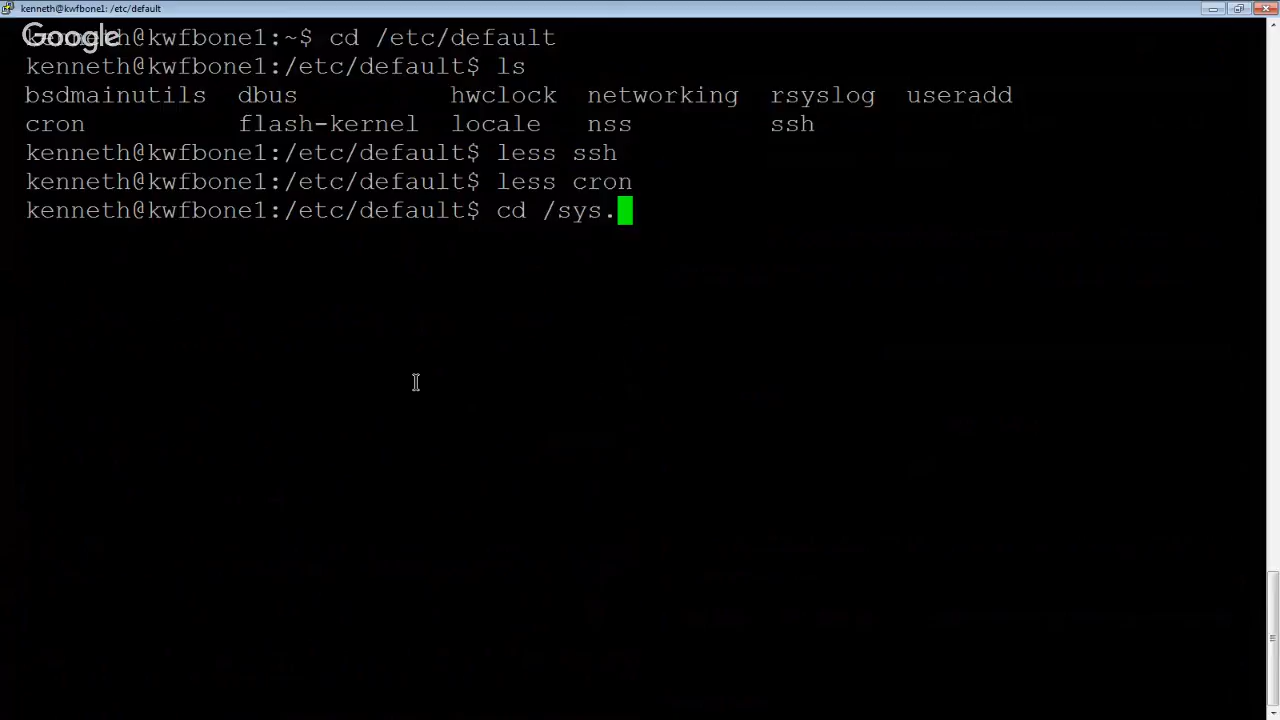 kenneth@kwfbone1: /etc/default
Google
kenneth@kwfbone1:~$ cd /etc/default
kenneth@kwfbone1:/etc/default$ ls
bsdmainutils dbus hwclock networking rsyslog useradd
cron flash-kernel locale nss ssh
kenneth@kwfbone1:/etc/default$ less ssh
kenneth@kwfbone1:/etc/default$ less cron
kenneth@kwfbone1:/etc/default$ cd /sys.